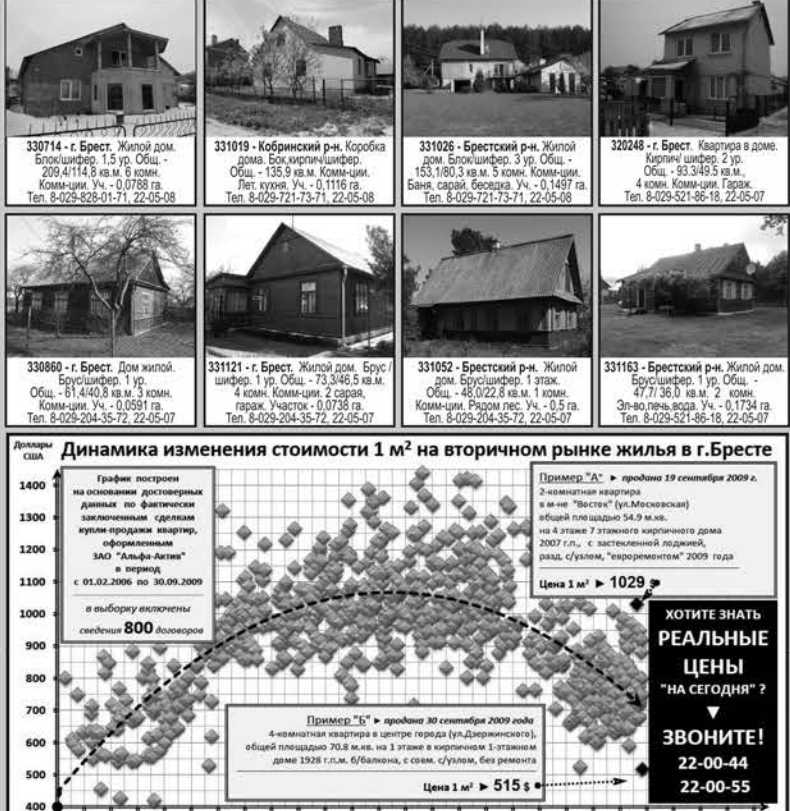 330714 - г. Брест. Жилой дом.
Блок/шифер. 1,5 ур. Общ. -
209,4/114,8 кв.м. 6 комн.
Комм-ции. Уч. - 0,0788 га.
Тел. 8-029-828-01-71, 22-05-08
331019 - Кобринский р-н. Коробка
дома. Бок,кирпич/шифер.
Общ. - 135,9 кв.м. Комм-ции.
Лет. кухня. Уч. - 0,1116 га.
Тел. 8-029-721-73-71, 22-05-08
331026 - Брестский р-н. Жилой
дом. Блок/шифер. 3 ур. Общ. -
153,1/80,3 кв.м. 5 комн. Комм-ции.
Баня, сарай, беседка. Уч. - 0,1497 га.
Тел. 8-029-721-73-71, 22-05-08
320248 - г. Брест. Квартира в доме.
Кирпич/ шифер. 2 ур.
Общ. - 93.3/49.5 кв.м.,
4 комн. Комм-ции. Гараж.
Тел. 8-029-521-86-18, 22-05-07
330860 - г. Брест. Дом жилой.
Брус/шифер. 1 ур.
Общ. - 61,4/40,8 кв.м. 3 комн.
Комм-ции. Уч. - 0,0591 га.
Тел. 8-029-204-35-72, 22-05-07
331121 - г. Брест. Жилой дом. Брус /
шифер. 1 ур. Общ. - 73,3/46,5 кв.м.
4 комн. Комм-ции. 2 сарая,
гараж. Участок - 0,0738 га.
Тел. 8-029-204-35-72, 22-05-07
331052 - Брестский р-н. Жилой
дом. Брус/шифер. 1 этаж.
Общ. - 48,0/22,8 кв.м. 1 комн.
Комм-ции. Рядом лес. Уч. - 0,5 га.
Тел. 8-029-204-35-72, 22-05-07
331163 - Брестский р-н. Жилой дом.
Брус/шифер. 1 ур. Общ. -
47,7/ 36,0 кв.м. 2 комн.
Эл-во,печь,вода. Уч. - 0,1734 га.
Тел. 8-029-521-86-18, 22-05-07
Доллары
США
Динамика изменения стоимости 1 м² на вторичном рынке жилья в г.Бресте
1400
1300
1200
1100
1000
900
800
700
600
500
400
График построен
на основании достоверных
данных по фактически
заключенным сделкам
купли-продажи квартир,
оформленным
ЗАО "Альфа-Актив"
в период
с 01.02.2006 по 30.09.2009
в выборку включены
сведения 800 договоров
Пример "А" ► продана 19 сентября 2009 г.
2-комнатная квартира
в м-не "Восток" (ул.Московская)
общей площадью 54.9 м.кв.
на 4 этаже 7 этажного кирпичного дома
2007 г.п., с застекленной лоджией,
разд. с/узлом, "евроремонтом" 2009 года
Цена 1 м² ► 1029 $
Пример "Б" ► продана 30 сентября 2009 года
4-комнатная квартира в центре города (ул.Дзержинского),
общей площадью 70.8 м.кв. на 1 этаже в кирпичном 1-этажном
доме 1928 г.п.м. б/балкона, с совм. с/узлом, без ремонта
Цена 1 м² ► 515 $
ХОТИТЕ ЗНАТЬ
РЕАЛЬНЫЕ
ЦЕНЫ
"НА СЕГОДНЯ" ?
▼
ЗВОНИТЕ!
22-00-44
22-00-55